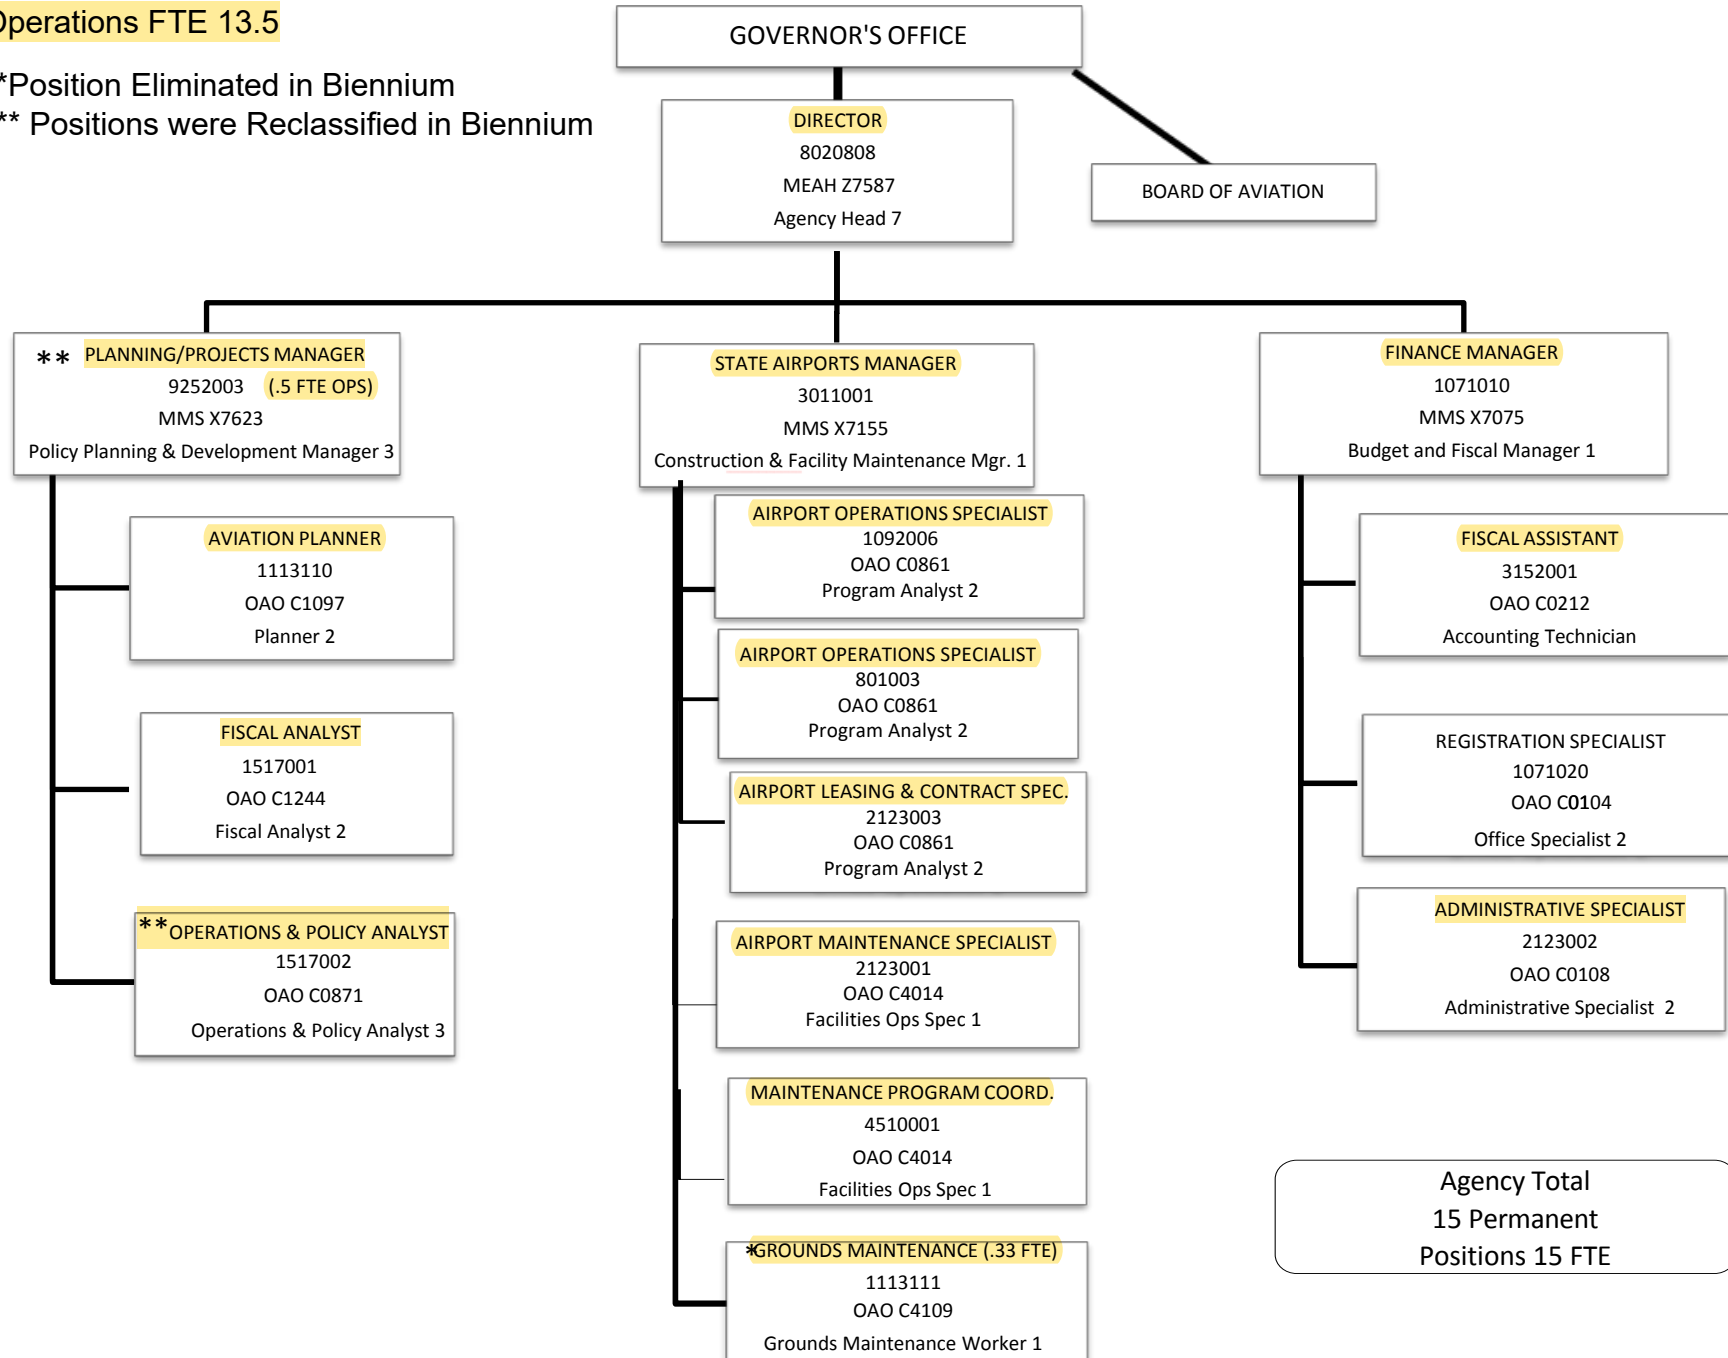 Operations FTE 13.5
*Position Eliminated in Biennium
** Positions were Reclassified in Biennium
GOVERNOR'S OFFICE
DIRECTOR
8020808
MEAH Z7587
Agency Head 7
BOARD OF AVIATION
** PLANNING/PROJECTS MANAGER
9252003 (.5 FTE OPS)
MMS X7623
Policy Planning & Development Manager 3
AVIATION PLANNER
1113110
OAO C1097
Planner 2
FISCAL ANALYST
1517001
OAO C1244
Fiscal Analyst 2
**OPERATIONS & POLICY ANALYST
1517002
OAO C0871
Operations & Policy Analyst 3
STATE AIRPORTS MANAGER
3011001
MMS X7155
Construction & Facility Maintenance Mgr. 1
AIRPORT OPERATIONS SPECIALIST
1092006
OAO C0861
Program Analyst 2
AIRPORT OPERATIONS SPECIALIST
801003
OAO C0861
Program Analyst 2
AIRPORT LEASING & CONTRACT SPEC.
2123003
OAO C0861
Program Analyst 2
AIRPORT MAINTENANCE SPECIALIST
2123001
OAO C4014
Facilities Ops Spec 1
MAINTENANCE PROGRAM COORD.
4510001
OAO C4014
Facilities Ops Spec 1
*GROUNDS MAINTENANCE (.33 FTE)
1113111
OAO C4109
Grounds Maintenance Worker 1
FINANCE MANAGER
1071010
MMS X7075
Budget and Fiscal Manager 1
FISCAL ASSISTANT
3152001
OAO C0212
Accounting Technician
REGISTRATION SPECIALIST
1071020
OAO C0104
Office Specialist 2
ADMINISTRATIVE SPECIALIST
2123002
OAO C0108
Administrative Specialist 2
Agency Total
15 Permanent
Positions 15 FTE